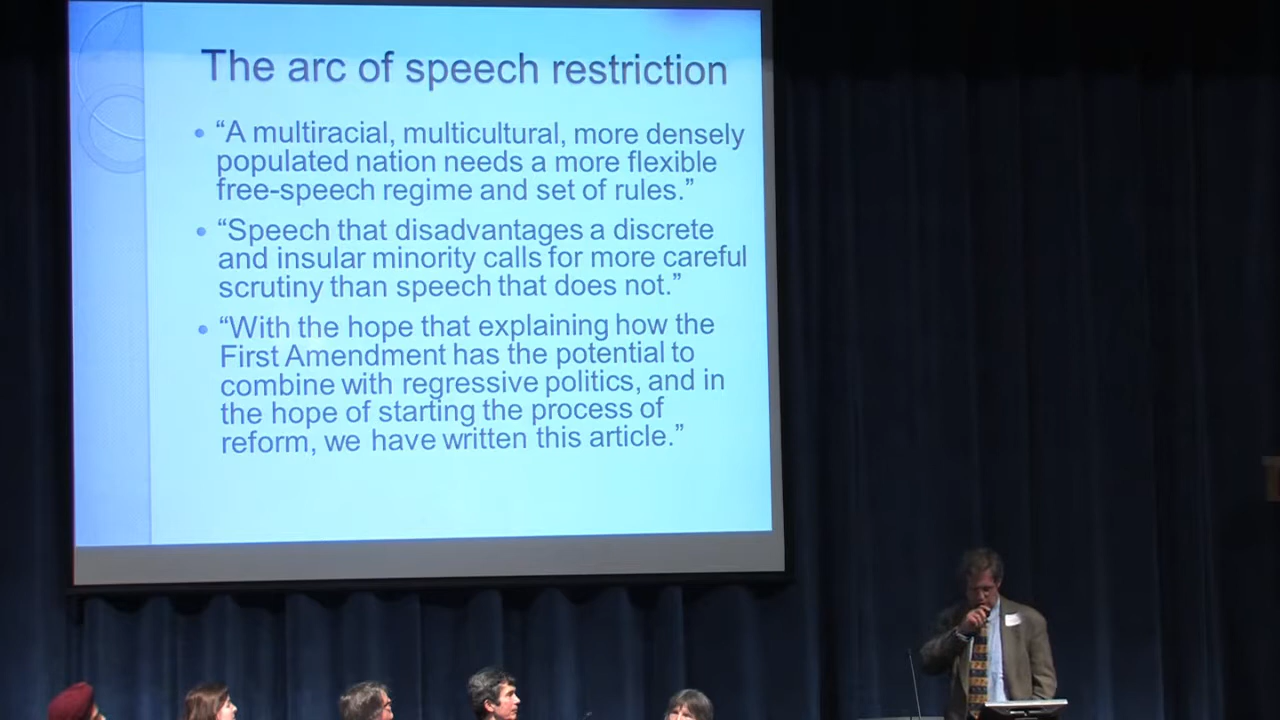 The arc of speech restriction
• “A multiracial, multicultural, more densely
populated nation needs a more flexible
free-speech regime and set of rules.”
• “Speech that disadvantages a discrete
and insular minority calls for more careful
scrutiny than speech that does not.”
• “With the hope that explaining how the
First Amendment has the potential to
combine with regressive politics, and in
the hope of starting the process of
reform, we have written this article.”